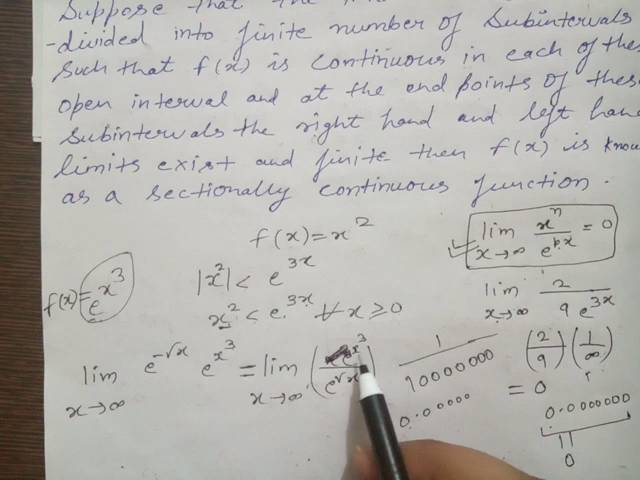 Suppose that the
-divided into finite number of Subintervals
Such that f(x) is continuous in each of these
open interval and at the end points of these
Subintervals the right hand and left hand
limits exist and finite then f(x) is know
as a sectionally continuous function.
f(x)=x²
lim x→∞ xⁿ/e^{bx} = 0
f(x)=e^{x³}
|x²| < e^{3x}
lim x→∞ 2/9e^{3x}
x² < e^{3x} ∀ x ≥ 0
lim x→∞ e^{-√x} e^{x³} = lim x→∞ (e^{x³}/e^{√x})
1/10000000
(2/9)(1/∞)
= 0
0.00000
0.0000000
0